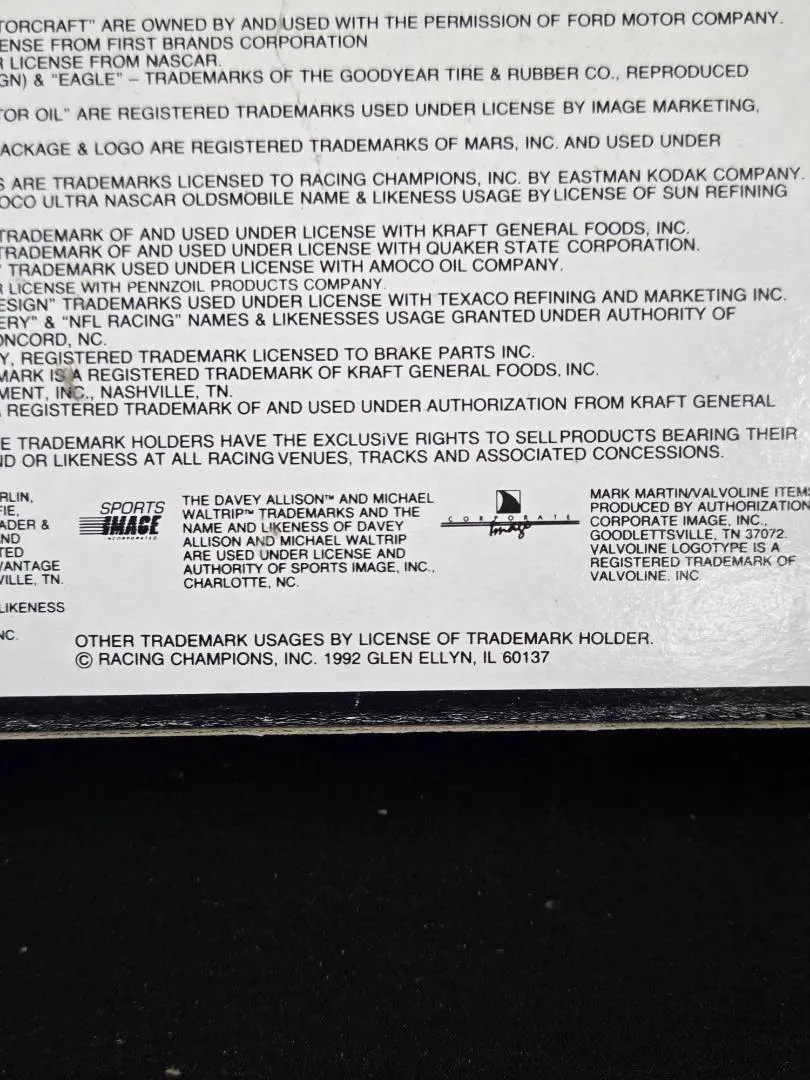 TORCRAFT" ARE OWNED BY AND USED WITH THE PERMISSION OF FORD MOTOR COMPANY.
ENSE FROM FIRST BRANDS CORPORATION
R LICENSE FROM NASCAR.
GN) & "EAGLE" – TRADEMARKS OF THE GOODYEAR TIRE & RUBBER CO., REPRODUCED
TOR OIL" ARE REGISTERED TRADEMARKS USED UNDER LICENSE BY IMAGE MARKETING,
ACKAGE & LOGO ARE REGISTERED TRADEMARKS OF MARS, INC. AND USED UNDER
S ARE TRADEMARKS LICENSED TO RACING CHAMPIONS, INC. BY EASTMAN KODAK COMPANY.
OCO ULTRA NASCAR OLDSMOBILE NAME & LIKENESS USAGE BY LICENSE OF SUN REFINING
TRADEMARK OF AND USED UNDER LICENSE WITH KRAFT GENERAL FOODS, INC.
TRADEMARK OF AND USED UNDER LICENSE WITH QUAKER STATE CORPORATION.
" TRADEMARK USED UNDER LICENSE WITH AMOCO OIL COMPANY.
R LICENSE WITH PENNZOIL PRODUCTS COMPANY.
ESIGN" TRADEMARKS USED UNDER LICENSE WITH TEXACO REFINING AND MARKETING INC.
ERY" & "NFL RACING" NAMES & LIKENESSES USAGE GRANTED UNDER AUTHORITY OF
ONCORD, NC.
Y, REGISTERED TRADEMARK LICENSED TO BRAKE PARTS INC.
MARK IS A REGISTERED TRADEMARK OF KRAFT GENERAL FOODS, INC.
MENT, INC., NASHVILLE, TN.
REGISTERED TRADEMARK OF AND USED UNDER AUTHORIZATION FROM KRAFT GENERAL
E TRADEMARK HOLDERS HAVE THE EXCLUSiVE RIGHTS TO SELL PRODUCTS BEARING THEIR
ND OR LIKENESS AT ALL RACING VENUES, TRACKS AND ASSOCIATED CONCESSIONS.
RLIN,
FIE,
ADER &
ND
TED
VANTAGE
VILLE, TN.
LIKENESS
NC.
SPORTS
IMAGE
INCORPORATED
THE DAVEY ALLISON™ AND MICHAEL
WALTRIP™ TRADEMARKS AND THE
NAME AND LIKENESS OF DAVEY
ALLISON AND MICHAEL WALTRIP
ARE USED UNDER LICENSE AND
AUTHORITY OF SPORTS IMAGE, INC.,
CHARLOTTE, NC.
CORPORATE
Image
MARK MARTIN/VALVOLINE ITEMS
PRODUCED BY AUTHORIZATION
CORPORATE IMAGE, INC.,
GOODLETTSVILLE, TN 37072.
VALVOLINE LOGOTYPE IS A
REGISTERED TRADEMARK OF
VALVOLINE, INC.
OTHER TRADEMARK USAGES BY LICENSE OF TRADEMARK HOLDER.
© RACING CHAMPIONS, INC. 1992 GLEN ELLYN, IL 60137